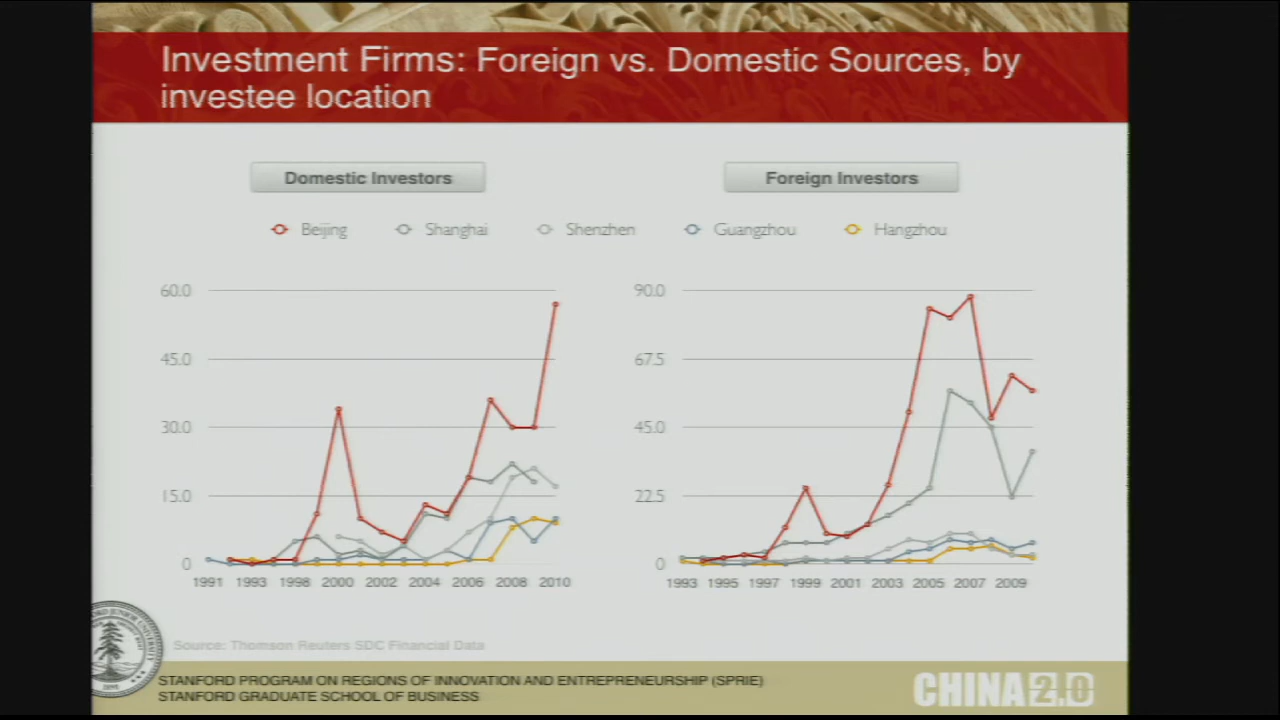 Investment Firms: Foreign vs. Domestic Sources, by
investee location
Domestic Investors
Foreign Investors
Beijing
Shanghai
Shenzhen
Guangzhou
Hangzhou
60.0
45.0
30.0
15.0
0
1991 1993 1998 2000 2002 2004 2006 2008 2010
90.0
67.5
45.0
22.5
0
1993 1995 1997 1999 2001 2003 2005 2007 2009
Source: Thomson Reuters SDC Financial Data
STANFORD PROGRAM ON REGIONS OF INNOVATION AND ENTREPRENEURSHIP (SPRIE)
STANFORD GRADUATE SCHOOL OF BUSINESS
CHINA 2.0